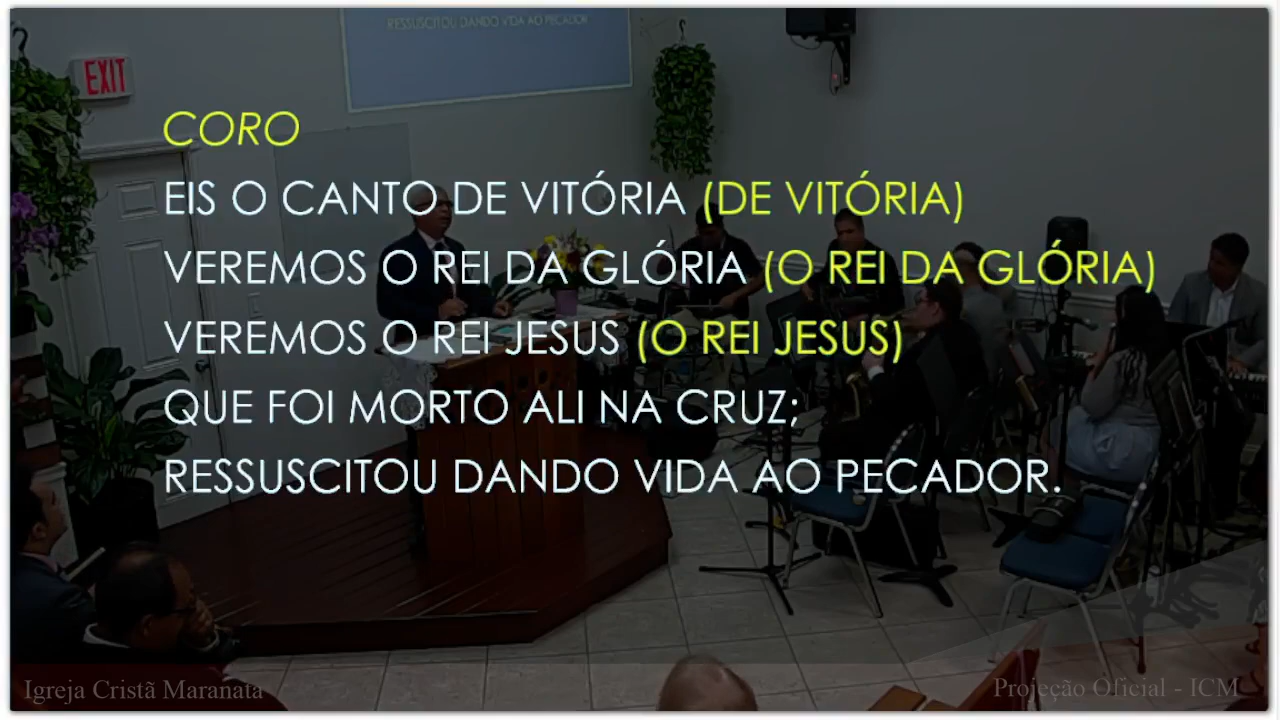 RESSUSCITOU DANDO VIDA AO PECADOR
EXIT
CORO
EIS O CANTO DE VITÓRIA (DE VITÓRIA)
VEREMOS O REI DA GLÓRIA (O REI DA GLÓRIA)
VEREMOS O REI JESUS (O REI JESUS)
QUE FOI MORTO ALI NA CRUZ;
RESSUSCITOU DANDO VIDA AO PECADOR.
Igreja Cristã Maranata
Projeção Oficial - ICM